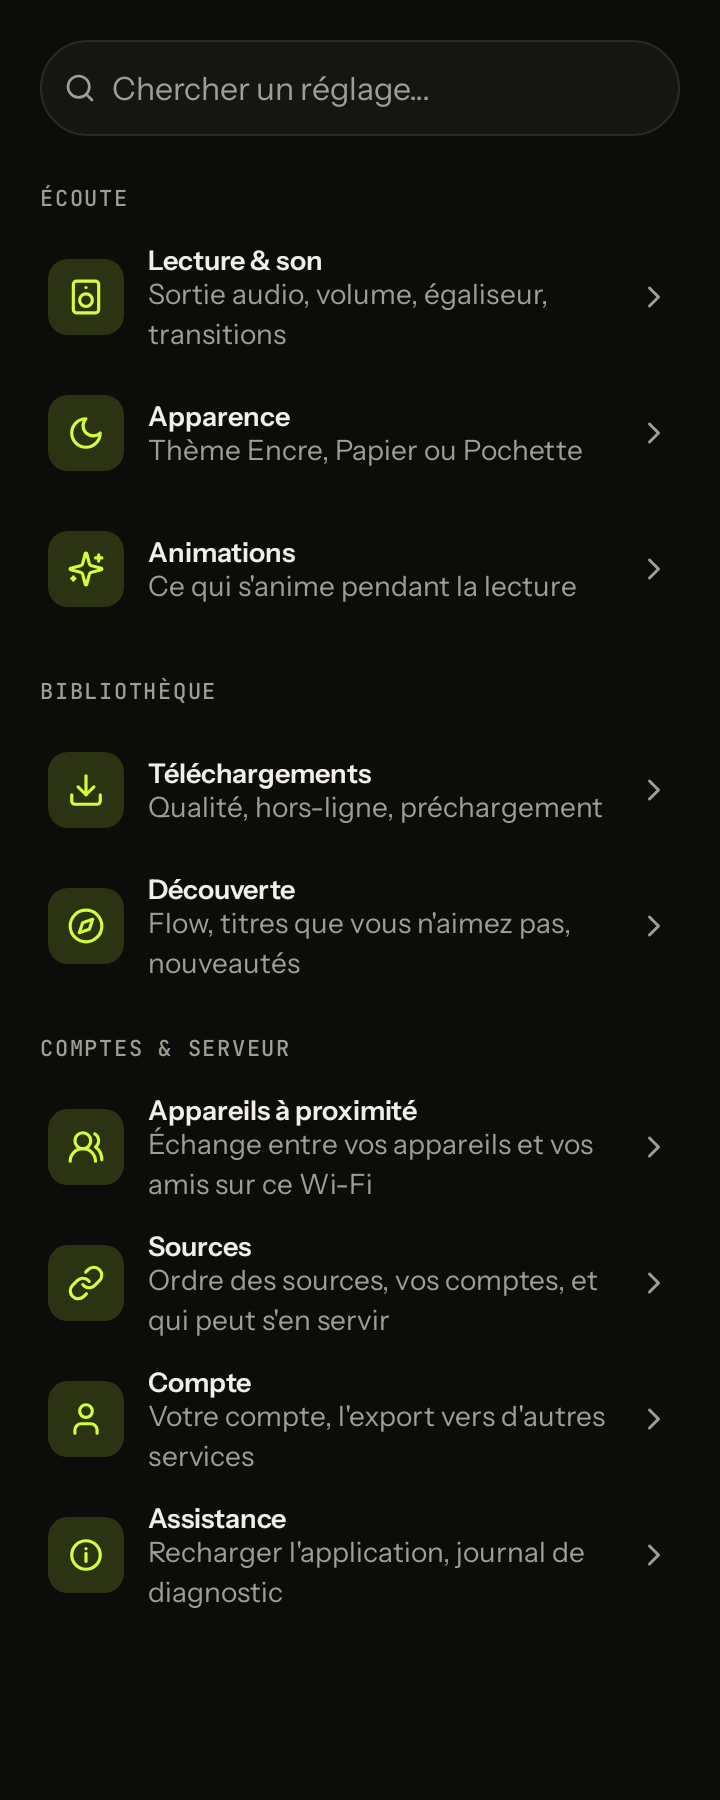 Chercher un réglage...
ÉCOUTE
Lecture & son
Sortie audio, volume, égaliseur,
transitions
Apparence
Thème Encre, Papier ou Pochette
Animations
Ce qui s'anime pendant la lecture
BIBLIOTHÈQUE
Téléchargements
Qualité, hors-ligne, préchargement
Découverte
Flow, titres que vous n'aimez pas,
nouveautés
COMPTES & SERVEUR
Appareils à proximité
Échange entre vos appareils et vos
amis sur ce Wi-Fi
Sources
Ordre des sources, vos comptes, et
qui peut s'en servir
Compte
Votre compte, l'export vers d'autres
services
Assistance
Recharger l'application, journal de
diagnostic